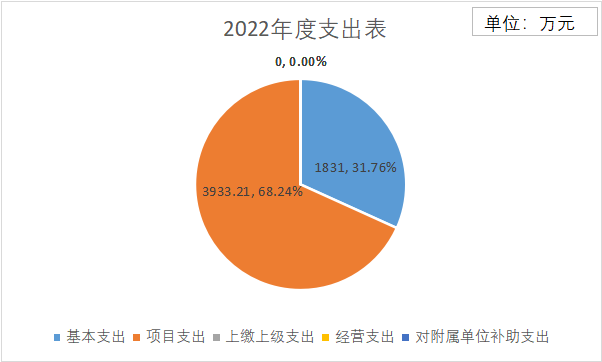 2022年度支出表
单位：万元
0, 0.00%
1831, 31.76%
3933.21, 68.24%
基本支出 项目支出 上缴上级支出 经营支出 对附属单位补助支出